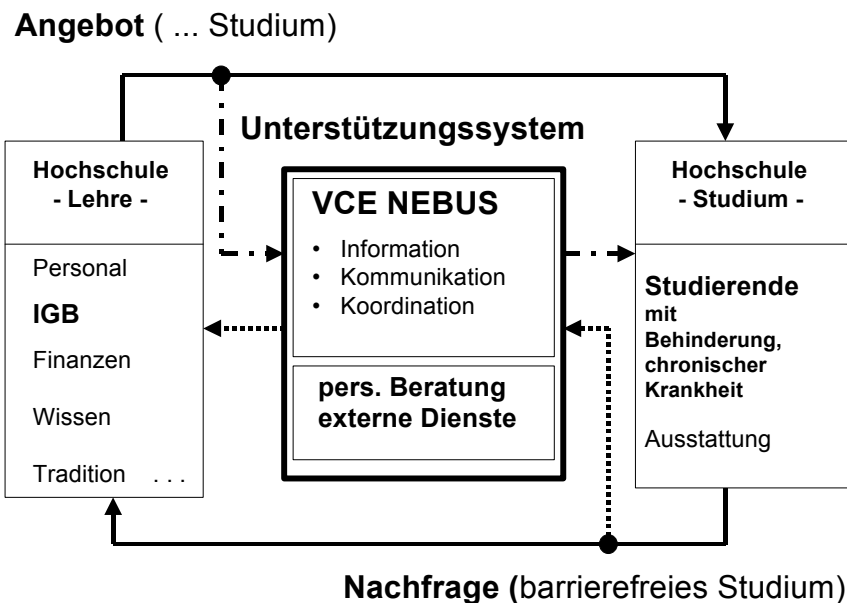 Angebot ( ... Studium)
Unterstützungssystem
Hochschule
- Lehre -
Personal
IGB
Finanzen
Wissen
Tradition . . .
VCE NEBUS
• Information
• Kommunikation
• Koordination
pers. Beratung
externe Dienste
Hochschule
- Studium -
Studierende
mit
Behinderung,
chronischer
Krankheit
Ausstattung
Nachfrage (barrierefreies Studium)